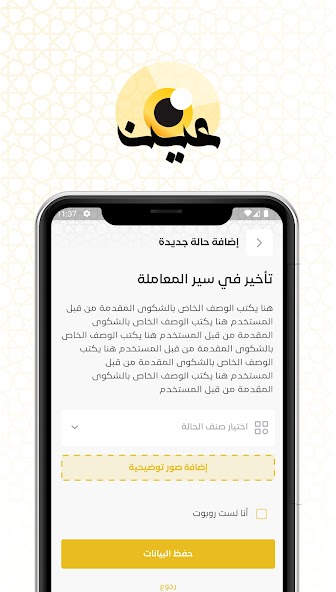 عين
11:37
إضافة حالة جديدة
تأخير في سير المعاملة
هنا يكتب الوصف الخاص بالشكوى المقدمة من قبل
المستخدم هنا يكتب الوصف الخاص بالشكوى
المقدمة من قبل المستخدم هنا يكتب الوصف الخاص
بالشكوى المقدمة من قبل المستخدم هنا يكتب
الوصف الخاص بالشكوى المقدمة من قبل
المستخدم هنا يكتب الوصف الخاص بالشكوى
المقدمة من قبل المستخدم
اختيار صنف الحالة
إضافة صور توضيحية
أنا لست روبوت
حفظ البيانات
رجوع